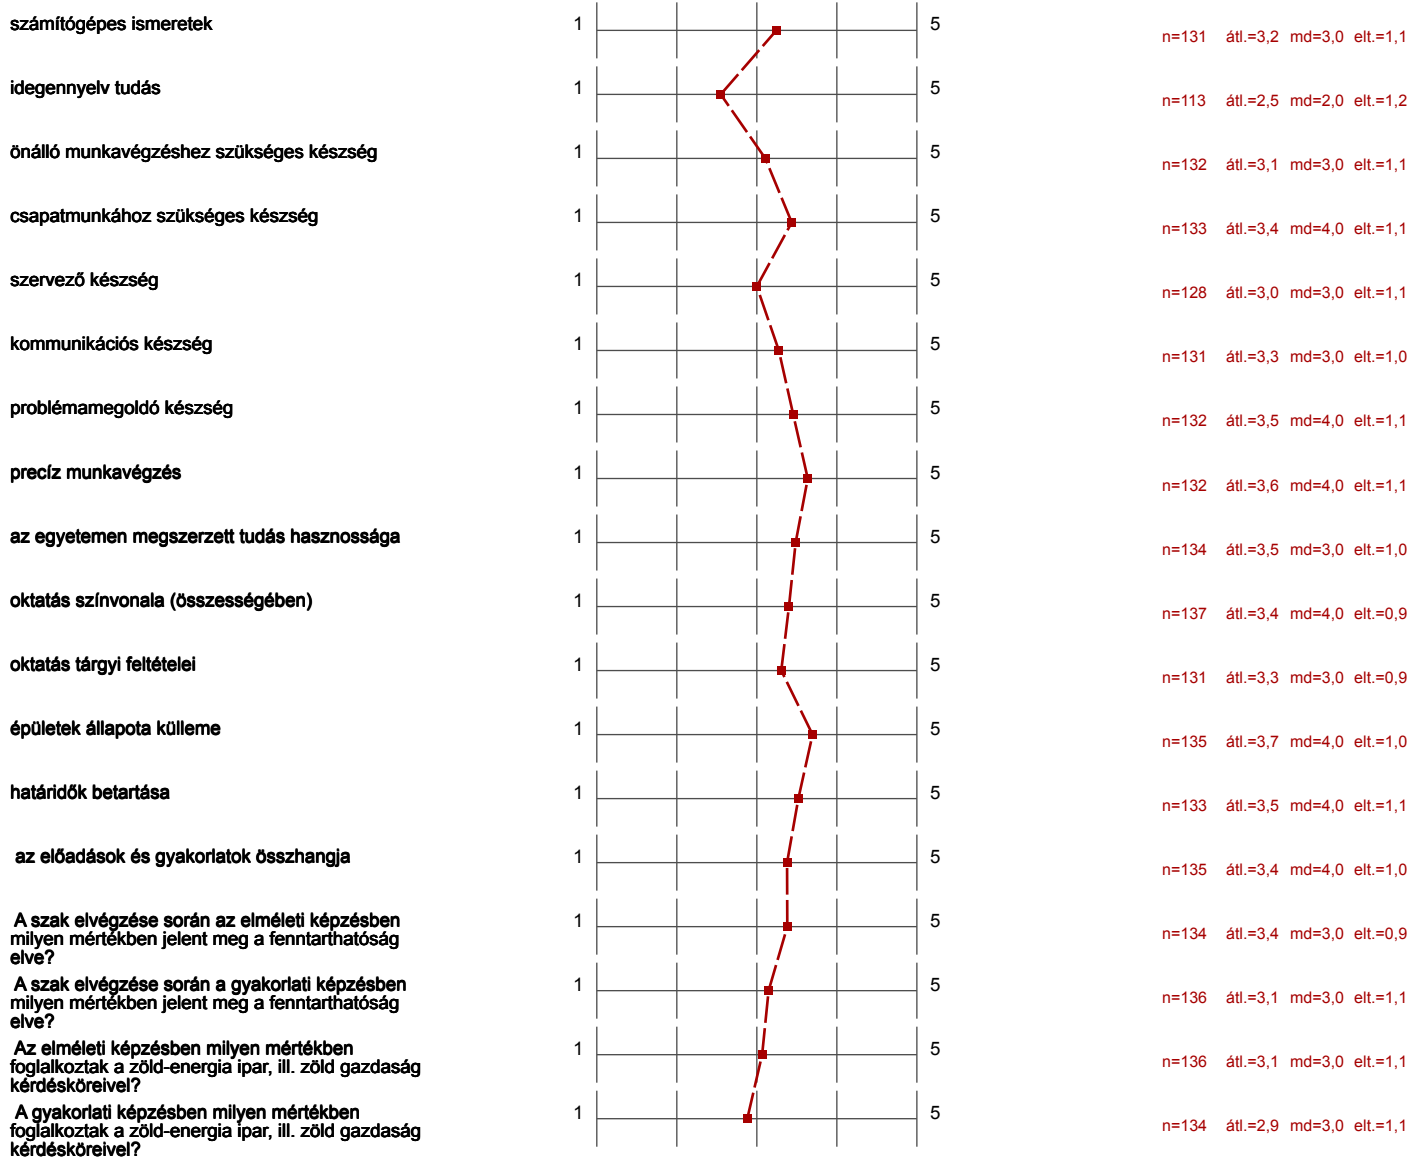 számítógépes ismeretek 1 5 n=131 átl.=3,2 md=3,0 elt.=1,1
idegennyelv tudás 1 5 n=113 átl.=2,5 md=2,0 elt.=1,2
önálló munkavégzéshez szükséges készség 1 5 n=132 átl.=3,1 md=3,0 elt.=1,1
csapatmunkához szükséges készség 1 5 n=133 átl.=3,4 md=4,0 elt.=1,1
szervező készség 1 5 n=128 átl.=3,0 md=3,0 elt.=1,1
kommunikációs készség 1 5 n=131 átl.=3,3 md=3,0 elt.=1,0
problémamegoldó készség 1 5 n=132 átl.=3,5 md=4,0 elt.=1,1
precíz munkavégzés 1 5 n=132 átl.=3,6 md=4,0 elt.=1,1
az egyetemen megszerzett tudás hasznossága 1 5 n=134 átl.=3,5 md=3,0 elt.=1,0
oktatás színvonala (összességében) 1 5 n=137 átl.=3,4 md=4,0 elt.=0,9
oktatás tárgyi feltételei 1 5 n=131 átl.=3,3 md=3,0 elt.=0,9
épületek állapota külleme 1 5 n=135 átl.=3,7 md=4,0 elt.=1,0
határidők betartása 1 5 n=133 átl.=3,5 md=4,0 elt.=1,1
az előadások és gyakorlatok összhangja 1 5 n=135 átl.=3,4 md=4,0 elt.=1,0
A szak elvégzése során az elméleti képzésben 1 5 n=134 átl.=3,4 md=3,0 elt.=0,9
milyen mértékben jelent meg a fenntarthatóság
elve?
A szak elvégzése során a gyakorlati képzésben 1 5 n=136 átl.=3,1 md=3,0 elt.=1,1
milyen mértékben jelent meg a fenntarthatóság
elve?
Az elméleti képzésben milyen mértékben 1 5 n=136 átl.=3,1 md=3,0 elt.=1,1
foglalkoztak a zöld-energia ipar, ill. zöld gazdaság
kérdésköreivel?
A gyakorlati képzésben milyen mértékben 1 5 n=134 átl.=2,9 md=3,0 elt.=1,1
foglalkoztak a zöld-energia ipar, ill. zöld gazdaság
kérdésköreivel?